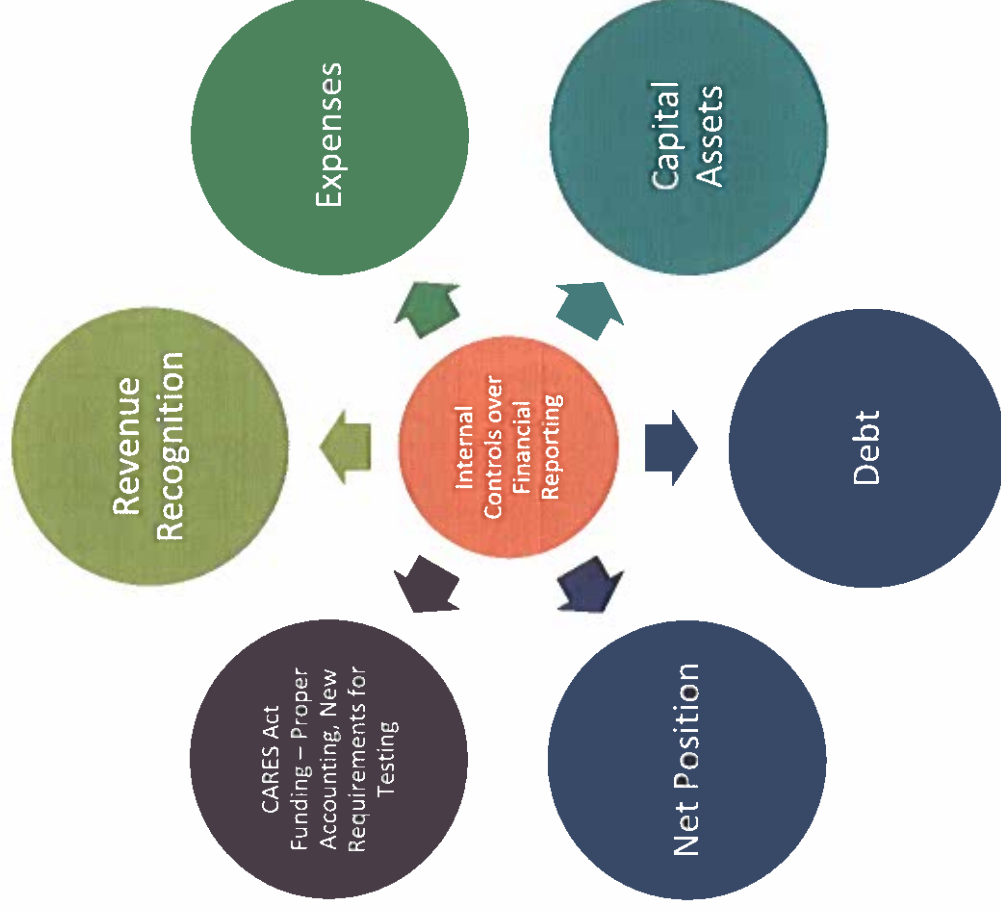 Revenue
Recognition
CARES Act
Funding – Proper
Accounting, New
Requirements for
Testing
Expenses
Internal
Controls over
Financial
Reporting
Net Position
Capital
Assets
Debt